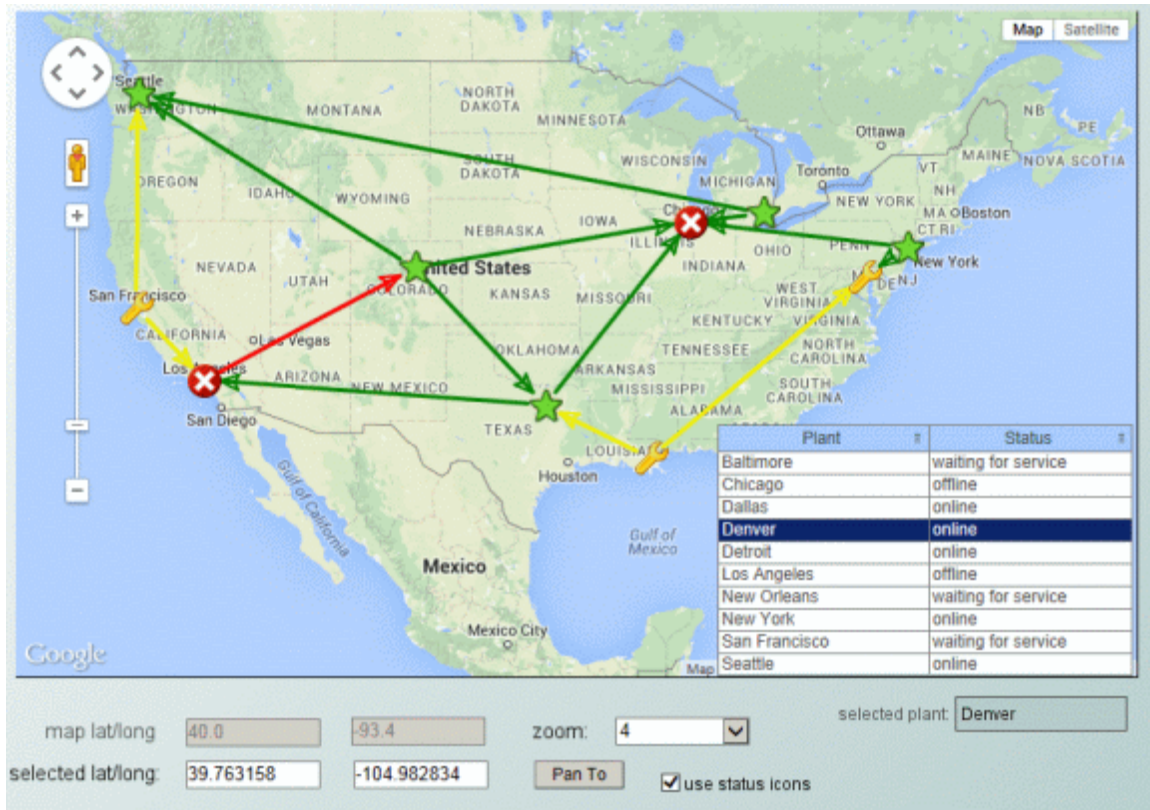 Map Satellite
Seattle
WASHINGTON
MONTANA
NORTH
DAKOTA
MINNESOTA
Ottawa
NB
PE
MAINE
NOVA SCOTIA
SOUTH
DAKOTA
WISCONSIN
MICHIGAN
Toronto
VT
NH
OREGON
IDAHO
WYOMING
NEW YORK
MA
Boston
CT RI
Chicago
IOWA
NEBRASKA
ILLINOIS
OHIO
PENN
New York
INDIANA
NEVADA
UTAH
COLORADO
United States
KANSAS
MISSOURI
WEST
VIRGINIA
DE NJ
San Francisco
CALIFORNIA
Las Vegas
KENTUCKY
VIRGINIA
OKLAHOMA
TENNESSEE
NORTH
CAROLINA
Los Angeles
ARIZONA
NEW MEXICO
ARKANSAS
MISSISSIPPI
SOUTH
CAROLINA
San Diego
ALABAMA
TEXAS
LOUISIANA
Houston
Gulf of California
Gulf of
Mexico
Mexico
Mexico City
Google
Map
Plant Status
Baltimore waiting for service
Chicago offline
Dallas online
Denver online
Detroit online
Los Angeles offline
New Orleans waiting for service
New York online
San Francisco waiting for service
Seattle online
map lat/long 40.0 -93.4 zoom: 4
selected plant: Denver
selected lat/long: 39.763158 -104.982834 Pan To
use status icons